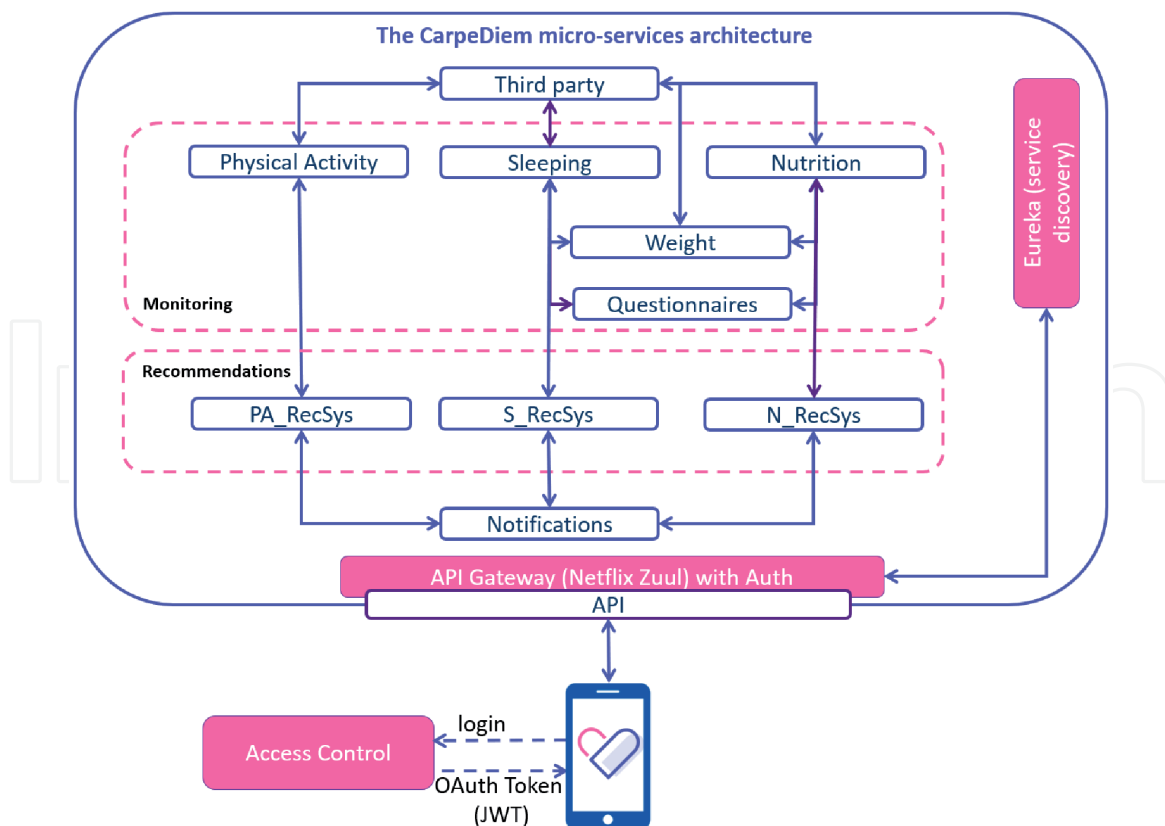 The CarpeDiem micro-services architecture
Third party
Physical Activity
Sleeping
Nutrition
Weight
Questionnaires
Monitoring
Eureka (service
discovery)
Recommendations
PA_RecSys
S_RecSys
N_RecSys
Notifications
API Gateway (Netflix Zuul) with Auth
API
login
Access Control
OAuth Token
(JWT)